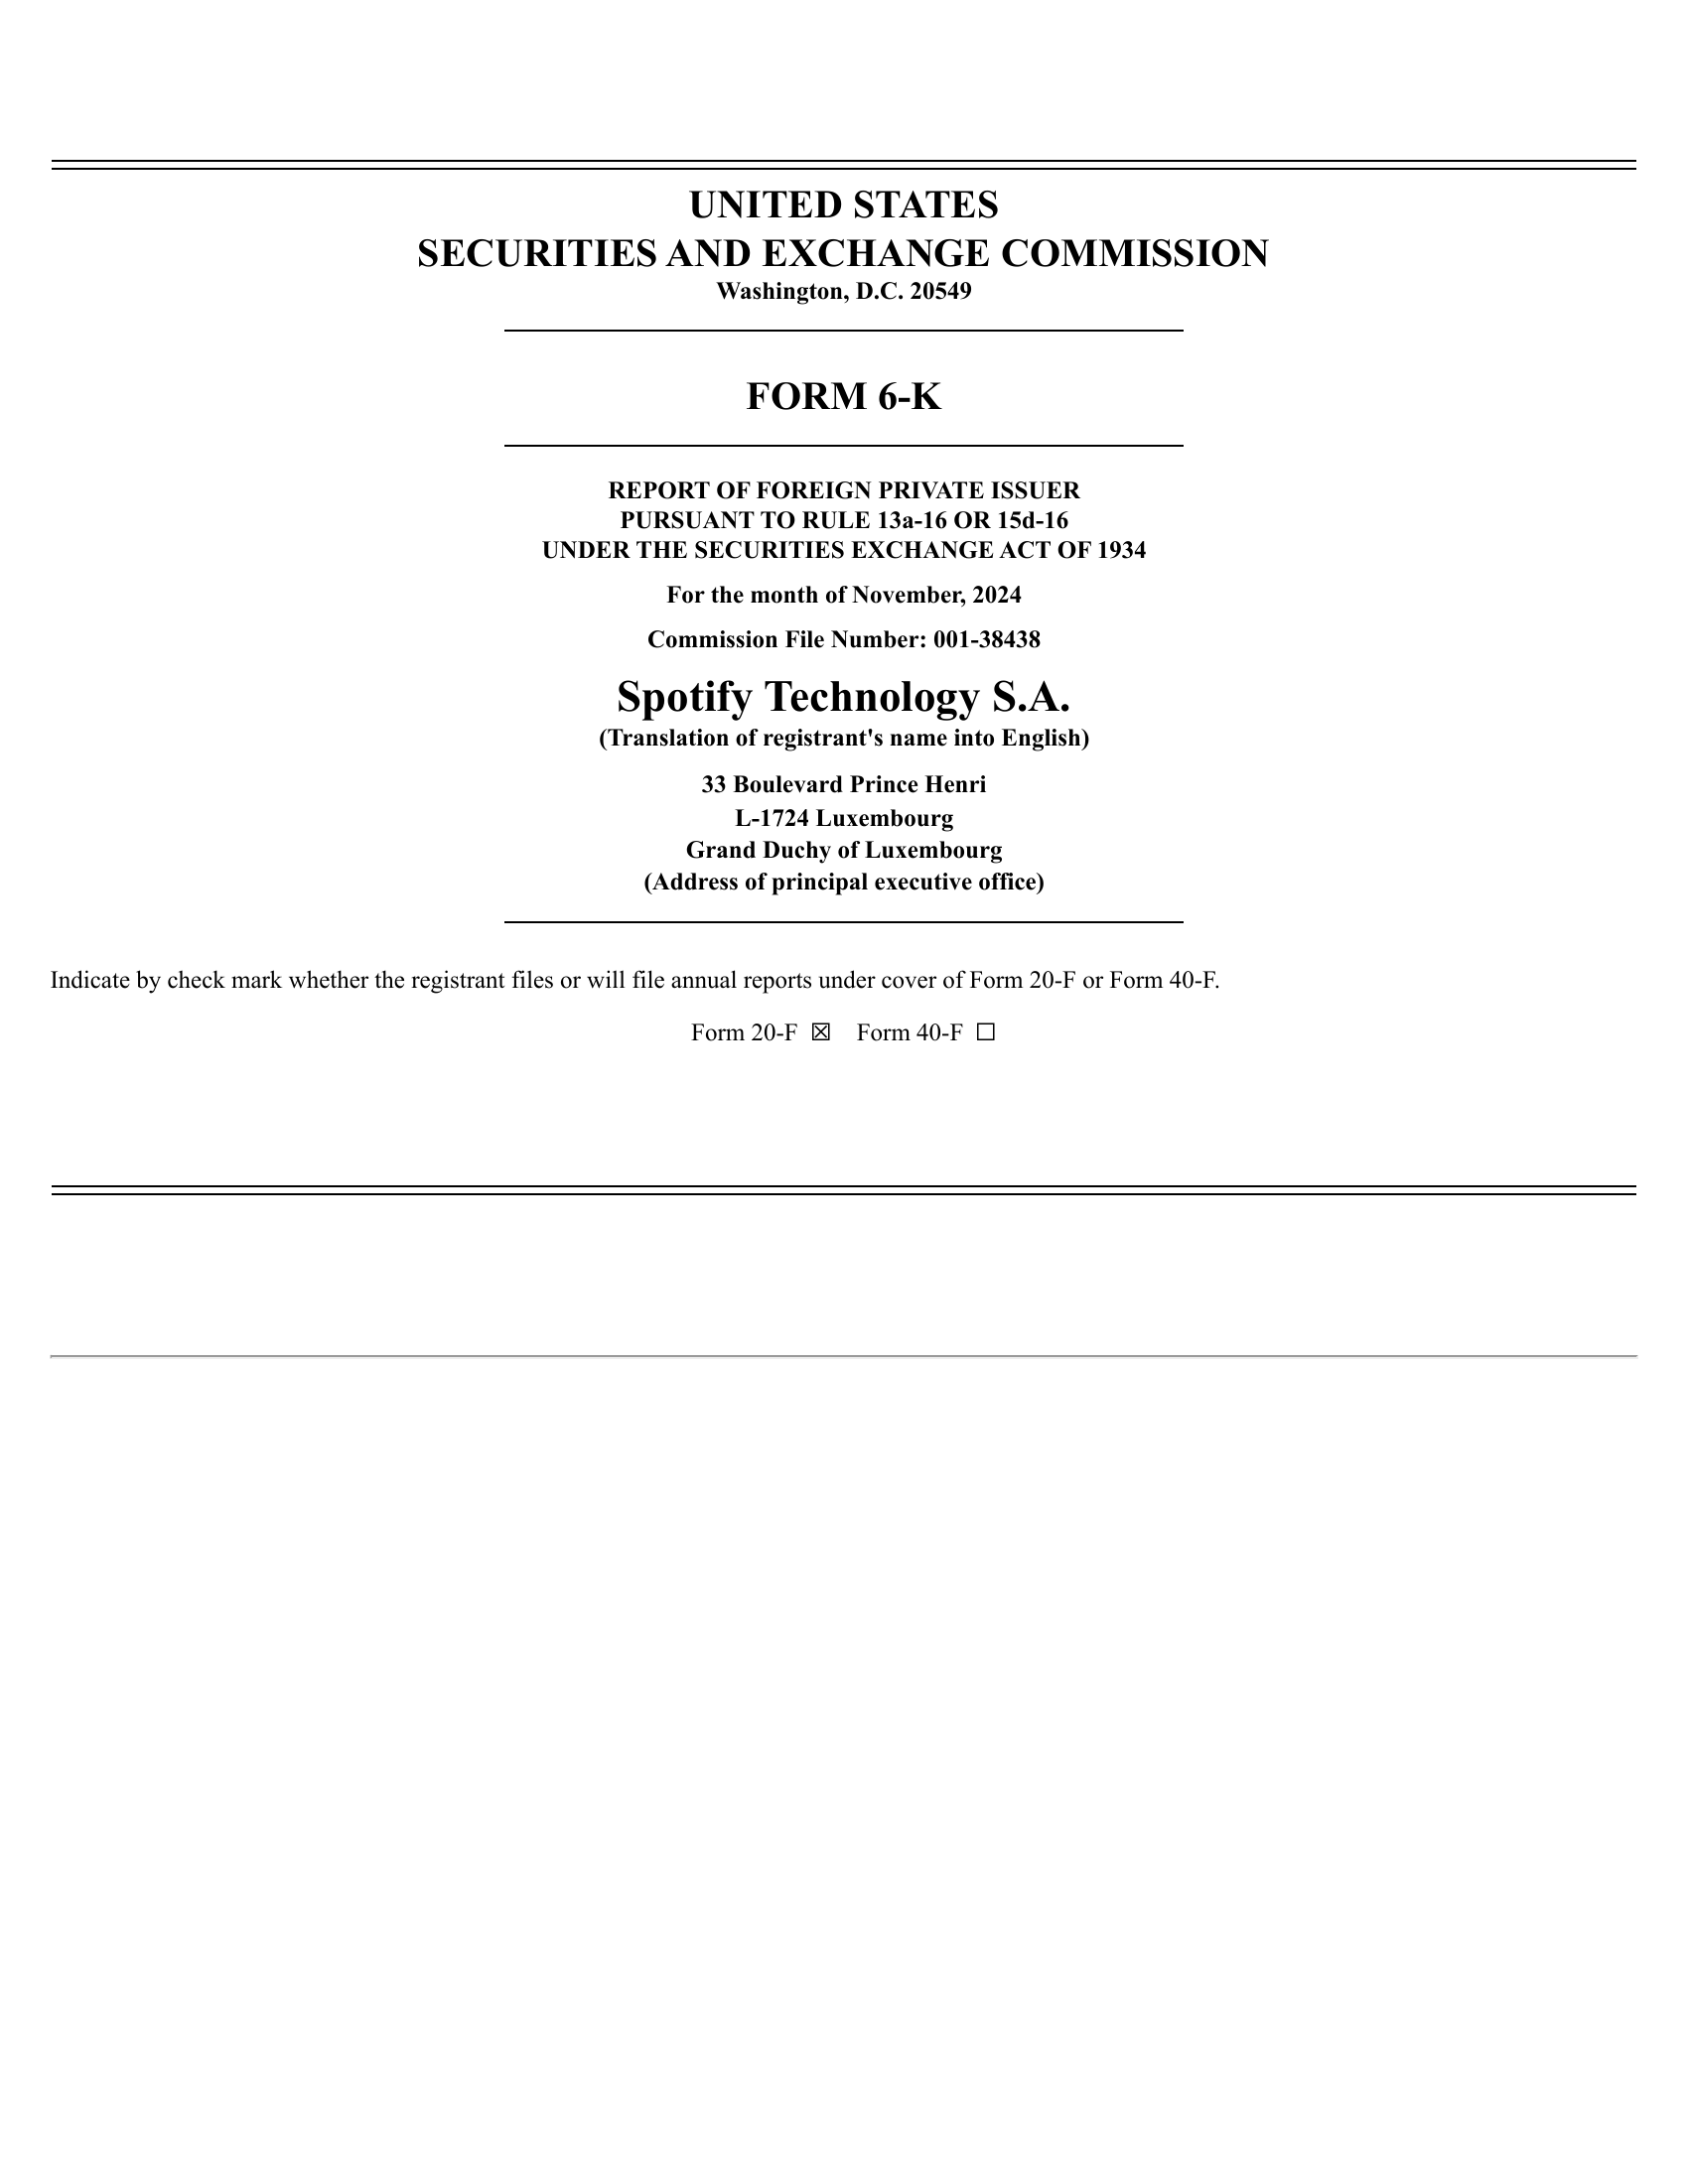 UNITED STATES
SECURITIES AND EXCHANGE COMMISSION
Washington, D.C. 20549
FORM 6-K
REPORT OF FOREIGN PRIVATE ISSUER
PURSUANT TO RULE 13a-16 OR 15d-16
UNDER THE SECURITIES EXCHANGE ACT OF 1934
For the month of November, 2024
Commission File Number: 001-38438
Spotify Technology S.A.
(Translation of registrant's name into English)
33 Boulevard Prince Henri
L-1724 Luxembourg
Grand Duchy of Luxembourg
(Address of principal executive office)
Indicate by check mark whether the registrant files or will file annual reports under cover of Form 20-F or Form 40-F.
Form 20-F ☒ Form 40-F ☐